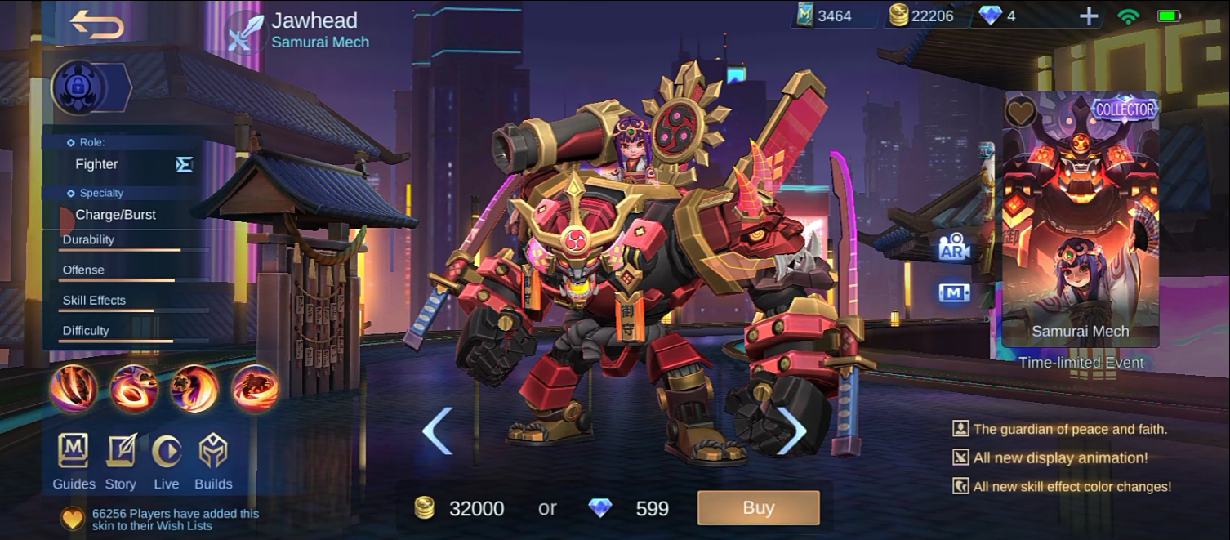 Jawhead
Samurai Mech
3464
22206
4
Role:
Fighter
Specialty
Charge/Burst
Durability
Offense
Skill Effects
Difficulty
Guides
Story
Live
Builds
66256 Players have added this
skin to their Wish Lists
32000
or
599
Buy
COLLECTOR
AR
M
Samurai Mech
Time-limited Event
The guardian of peace and faith.
All new display animation!
All new skill effect color changes!